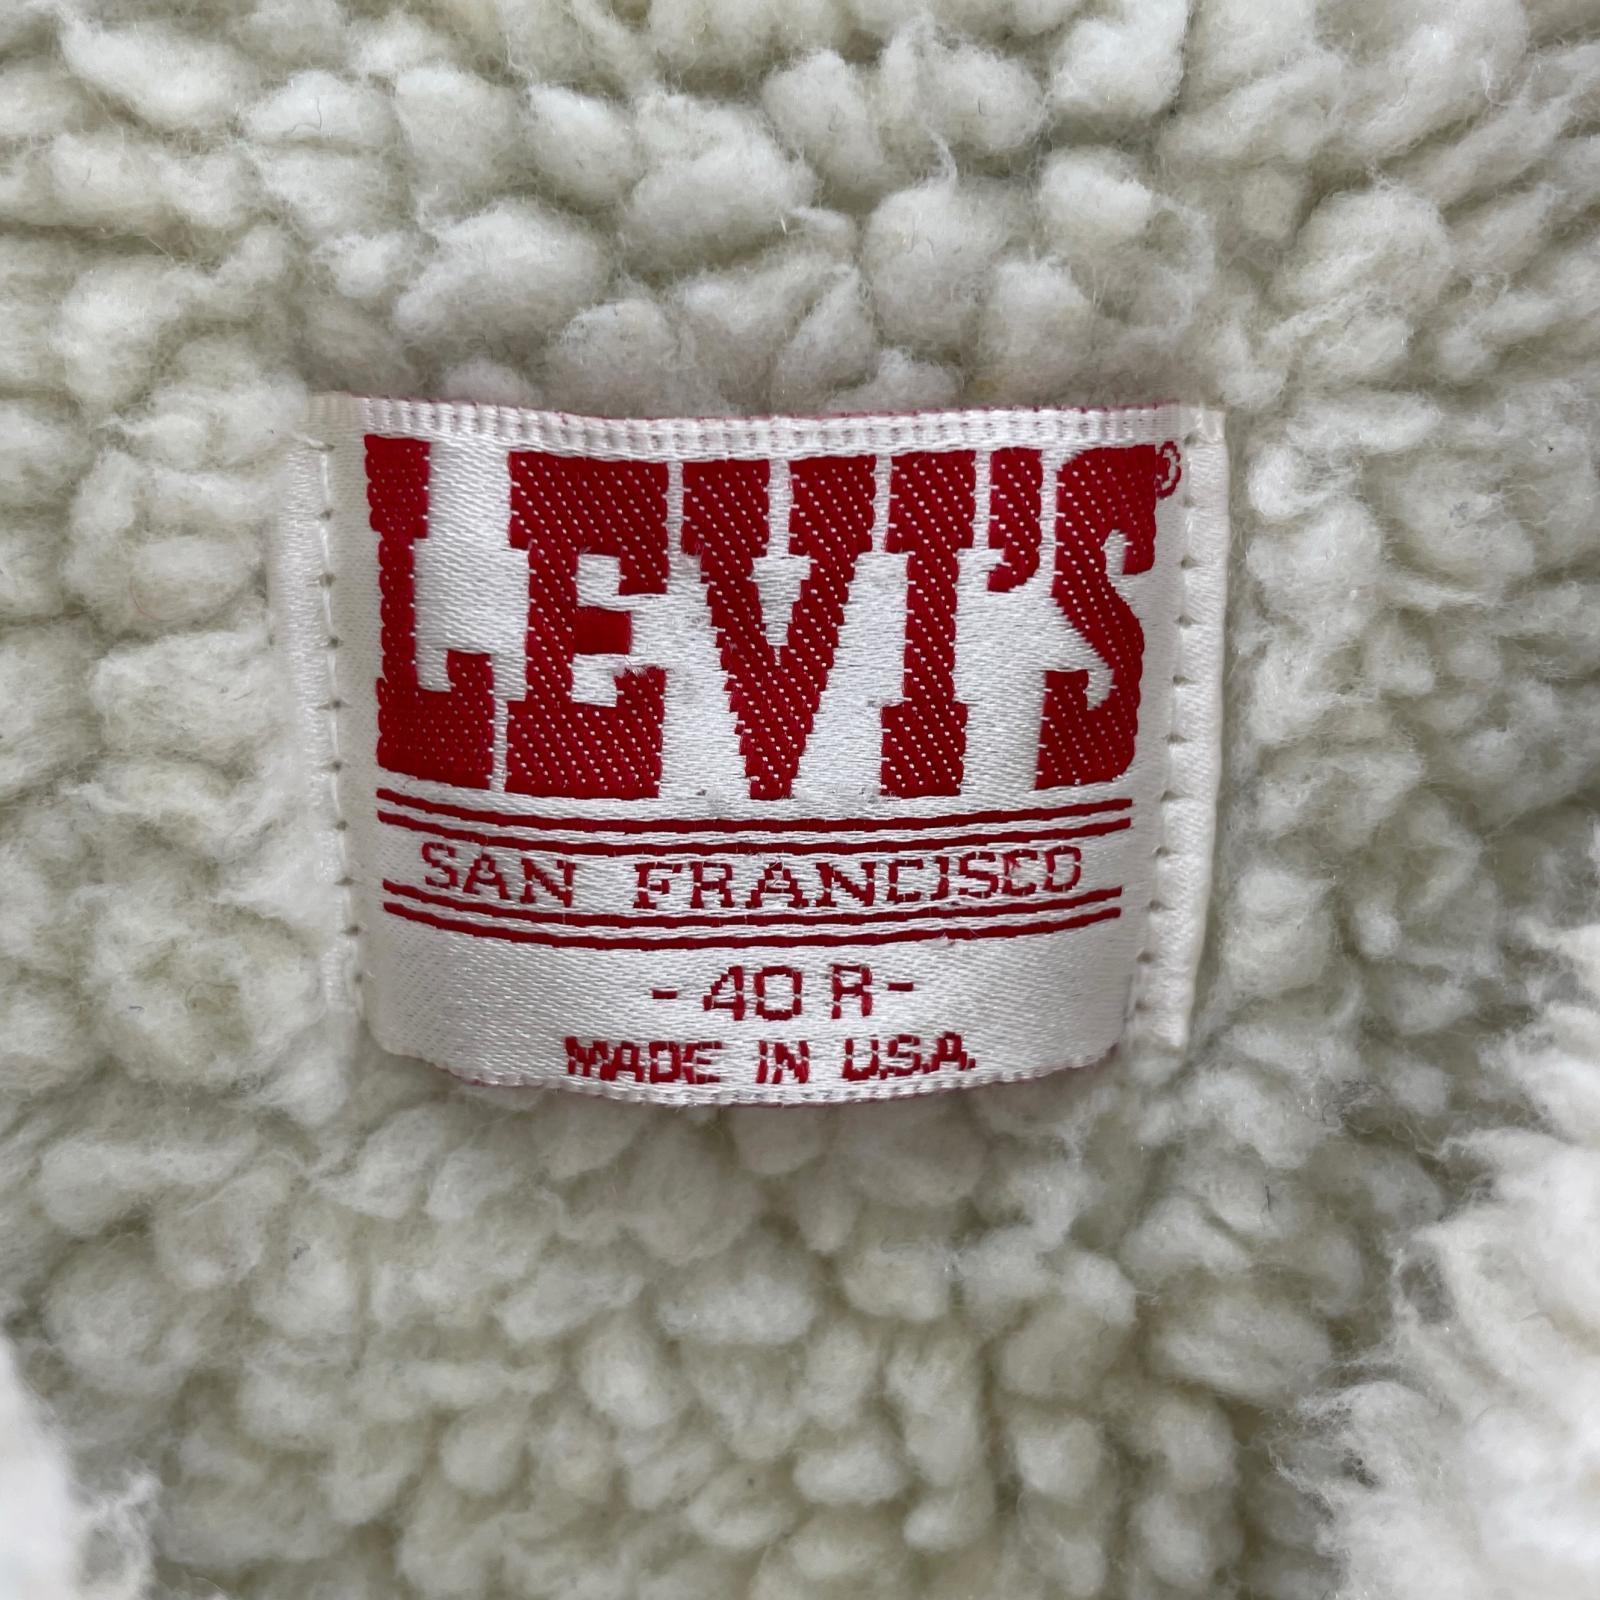 LEVI'S®
SAN FRANCISCO
- 40 R -
MADE IN U.S.A.